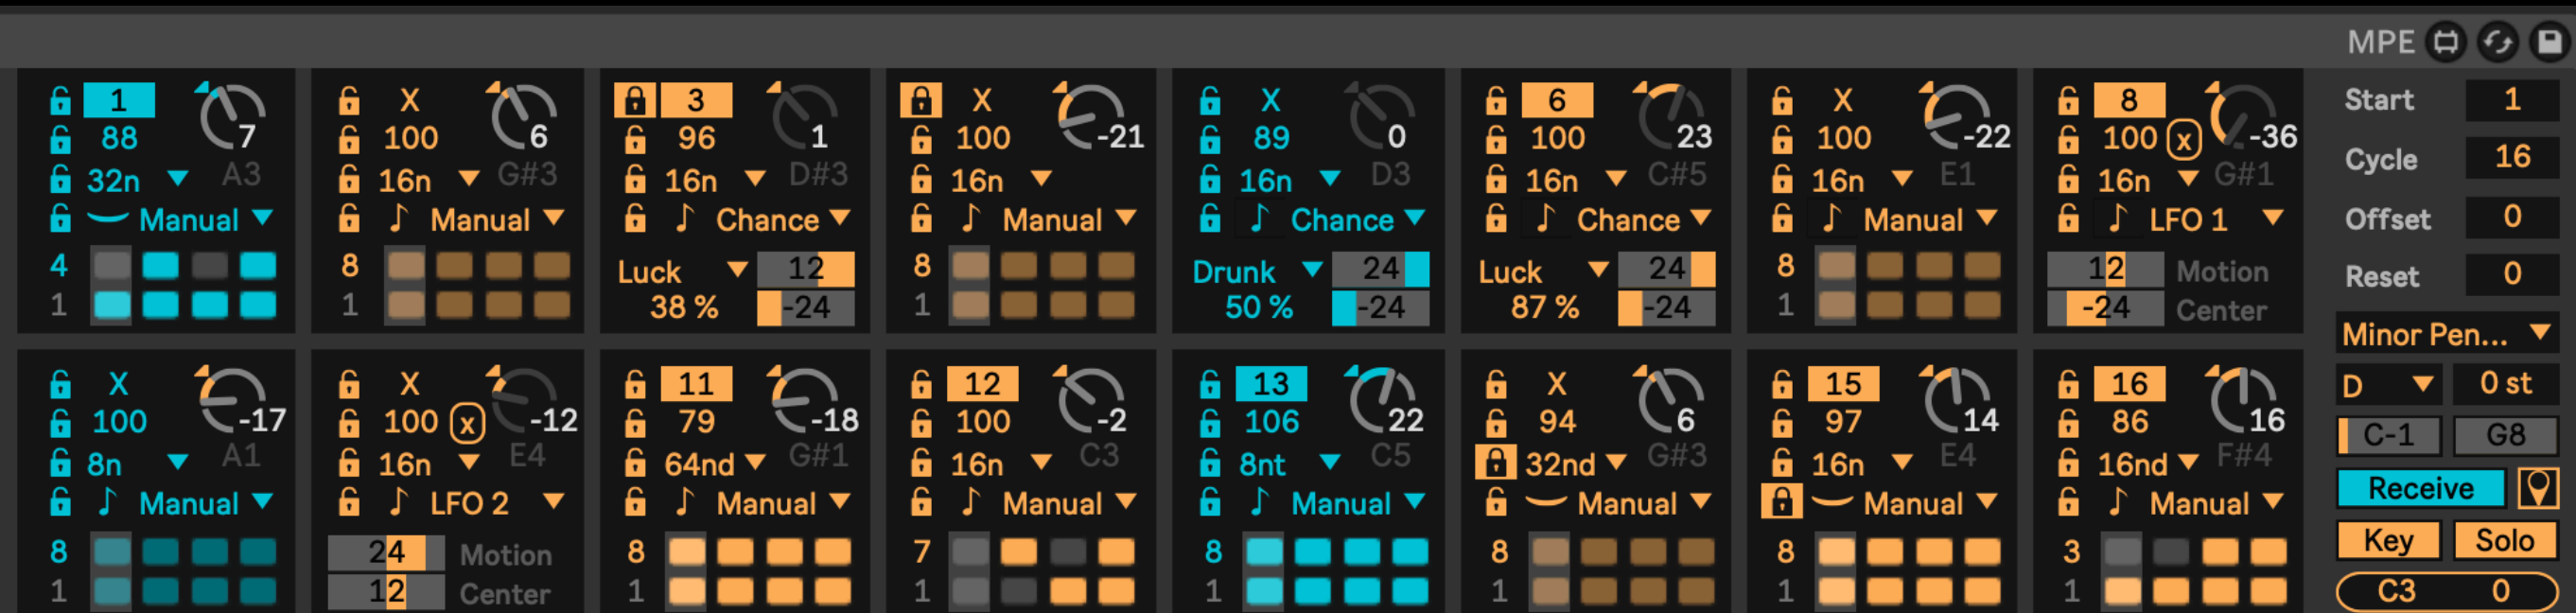 MPE
1 7
88
32n A3
Manual
4
1
X 6
100
16n G#3
Manual
8
1
3 1
96
16n D#3
Chance
Luck 12
38 % -24
X -21
100
16n
Manual
8
1
X 0
89
16n D3
Chance
Drunk 24
50 % -24
6 23
100
16n C#5
Chance
Luck 24
87 % -24
X -22
100
16n E1
Manual
8
1
8 -36
100 x
16n G#1
LFO 1
12 Motion
-24 Center
X -17
100
8n A1
Manual
8
1
X -12
100 x
16n E4
LFO 2
24 Motion
12 Center
11 -18
79
64nd G#1
Manual
8
1
12 -2
100
16n C3
Manual
7
1
13 22
106
8nt C5
Manual
8
1
X 6
94
32nd G#3
Manual
8
1
15 14
97
16n E4
Manual
8
1
16 16
86
16nd F#4
Manual
3
1
Start 1
Cycle 16
Offset 0
Reset 0
Minor Pen...
D 0 st
C-1 G8
Receive
Key Solo
C3 0